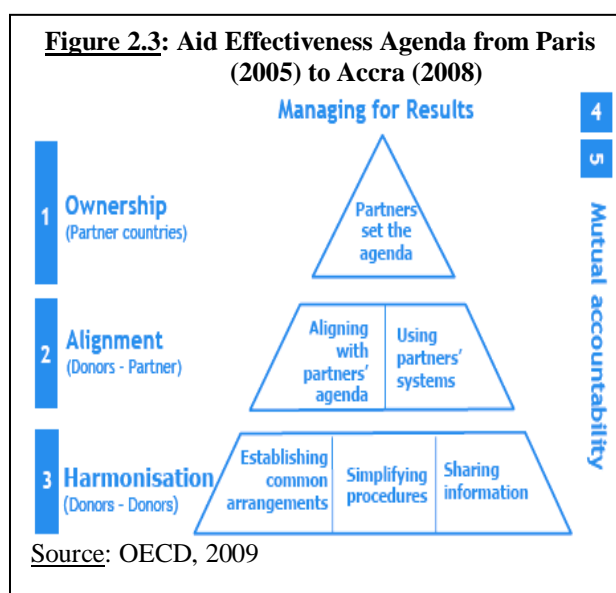 Figure 2.3: Aid Effectiveness Agenda from Paris
(2005) to Accra (2008)
Managing for Results
4
5
Mutual accountability
1
Ownership
(Partner countries)
Partners
set the
agenda
2
Alignment
(Donors - Partner)
Aligning
with
partners'
agenda
Using
partners'
systems
3
Harmonisation
(Donors - Donors)
Establishing
common
arrangements
Simplifying
procedures
Sharing
information
Source: OECD, 2009